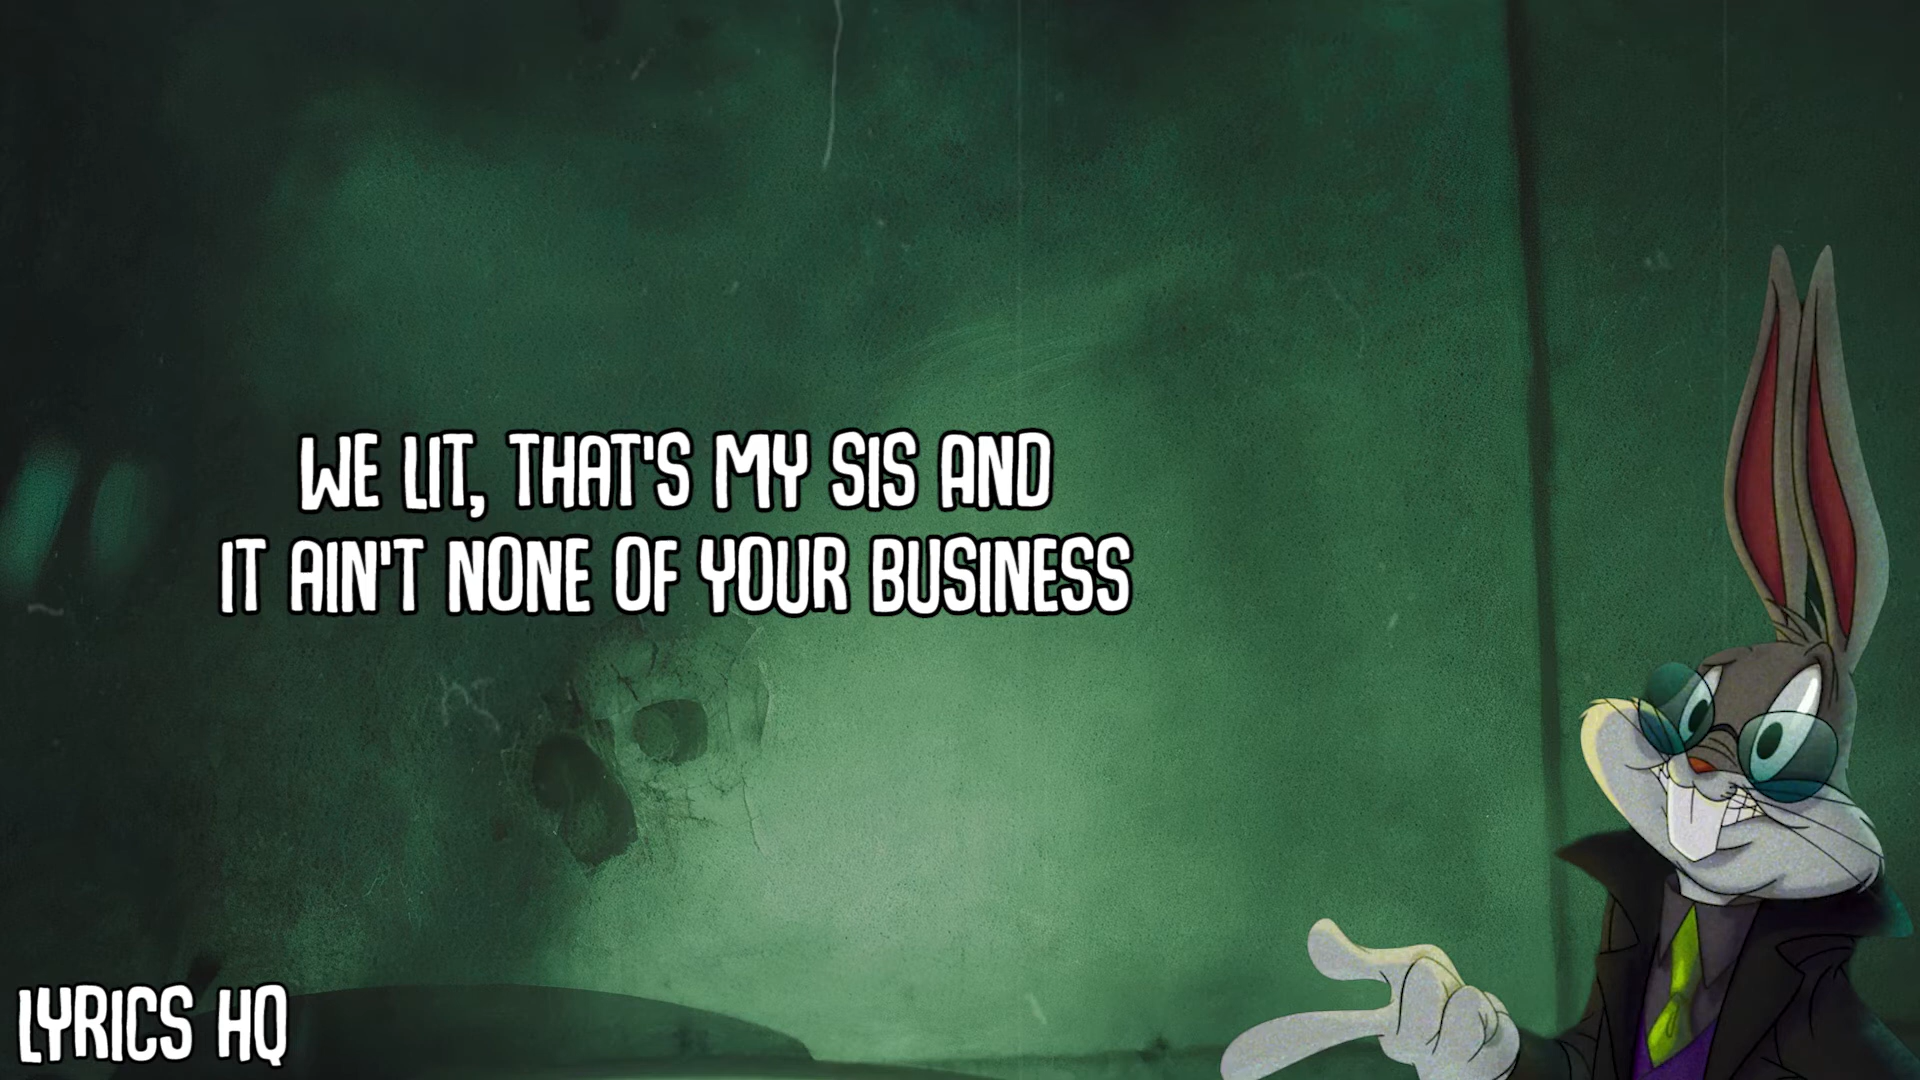 WE LIT, THAT'S MY SIS AND
IT AIN'T NONE OF YOUR BUSINESS
LYRICS HQ